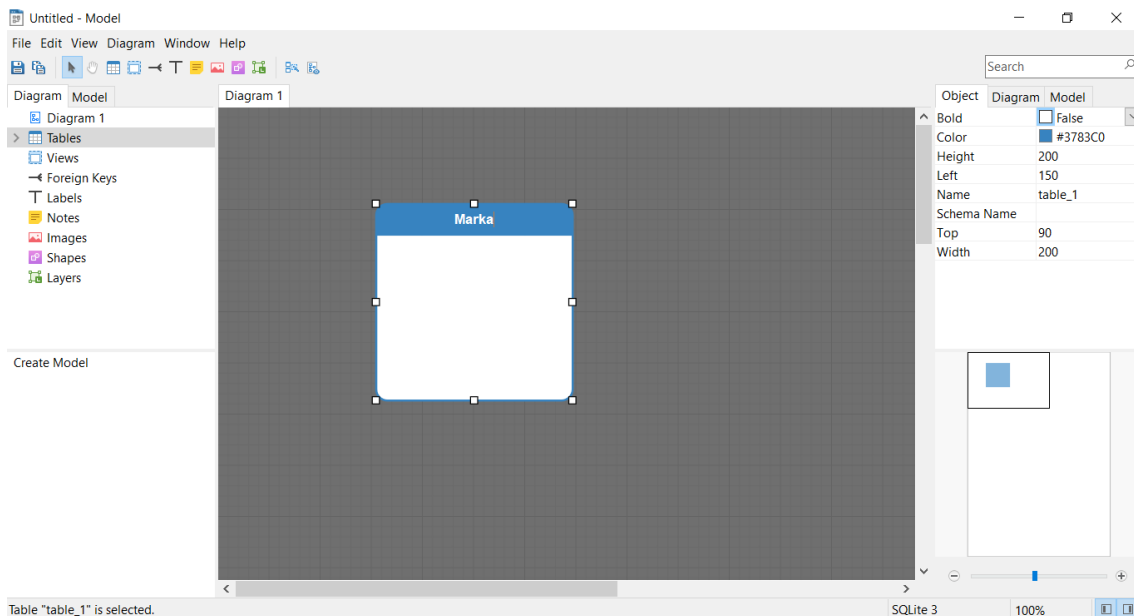 Untitled - Model
File Edit View Diagram Window Help
Search
Diagram Model
Diagram 1
Object Diagram Model
Diagram 1
Tables
Views
Foreign Keys
Labels
Notes
Images
Shapes
Layers
Marka
Bold False
Color #3783C0
Height 200
Left 150
Name table_1
Schema Name
Top 90
Width 200
Create Model
Table "table_1" is selected.
SQLite 3
100%